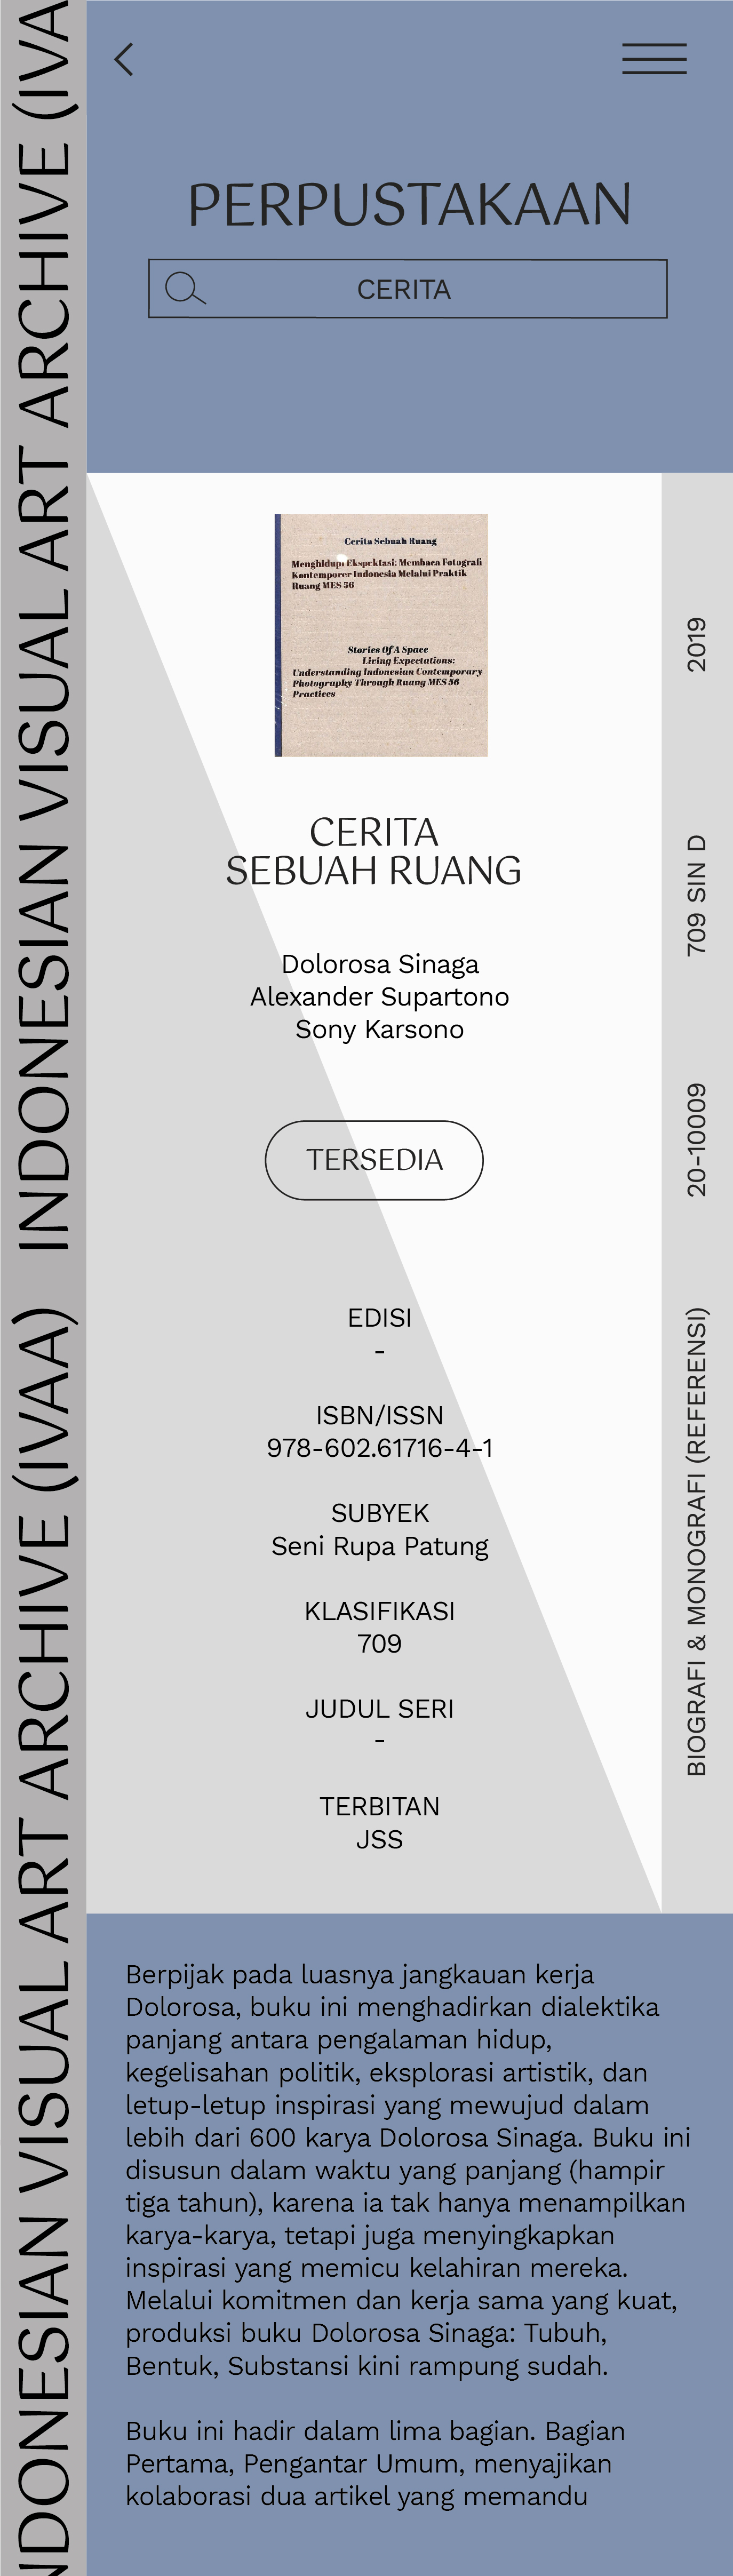 INDONESIAN VISUAL ART ARCHIVE (IVAA) INDONESIAN VISUAL ART ARCHIVE (IVA
PERPUSTAKAAN
CERITA
Cerita Sebuah Ruang
Menghidupi Ekspektasi: Membaca Fotografi
Kontemporer Indonesia Melalui Praktik
Ruang MES 56
Stories Of A Space
Living Expectations:
Understanding Indonesian Contemporary
Photography Through Ruang MES 56
Practices
CERITA
SEBUAH RUANG
Dolorosa Sinaga
Alexander Supartono
Sony Karsono
TERSEDIA
EDISI
-
ISBN/ISSN
978-602.61716-4-1
SUBYEK
Seni Rupa Patung
KLASIFIKASI
709
JUDUL SERI
-
TERBITAN
JSS
BIOGRAFI & MONOGRAFI (REFERENSI)
20-10009
709 SIN D
2019
Berpijak pada luasnya jangkauan kerja
Dolorosa, buku ini menghadirkan dialektika
panjang antara pengalaman hidup,
kegelisahan politik, eksplorasi artistik, dan
letup-letup inspirasi yang mewujud dalam
lebih dari 600 karya Dolorosa Sinaga. Buku ini
disusun dalam waktu yang panjang (hampir
tiga tahun), karena ia tak hanya menampilkan
karya-karya, tetapi juga menyingkapkan
inspirasi yang memicu kelahiran mereka.
Melalui komitmen dan kerja sama yang kuat,
produksi buku Dolorosa Sinaga: Tubuh,
Bentuk, Substansi kini rampung sudah.
Buku ini hadir dalam lima bagian. Bagian
Pertama, Pengantar Umum, menyajikan
kolaborasi dua artikel yang memandu